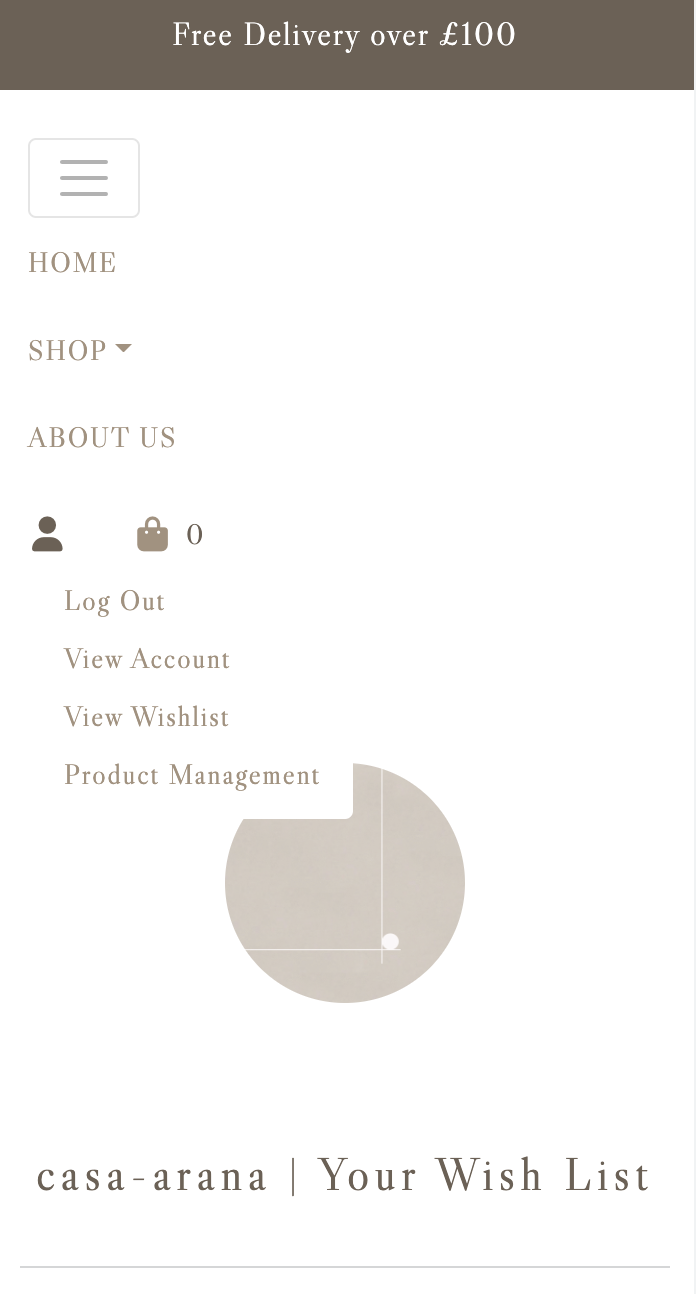 Free Delivery over £100
HOME
SHOP
ABOUT US
0
Log Out
View Account
View Wishlist
Product Management
casa-arana | Your Wish List